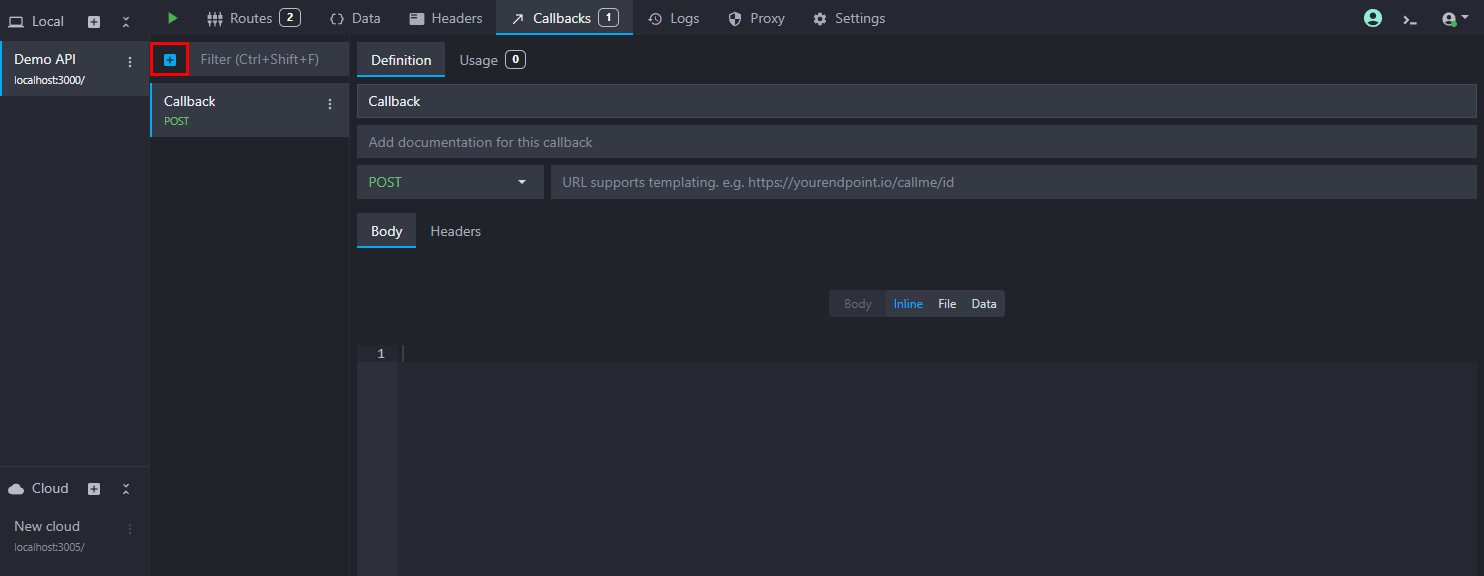 Local
Routes 2 Data Headers Callbacks 1 Logs Proxy Settings
Demo API
localhost:3000/
Filter (Ctrl+Shift+F)
Definition Usage 0
Callback
POST
Callback
Add documentation for this callback
POST URL supports templating. e.g. https://yourendpoint.io/callme/id
Body Headers
Body Inline File Data
1
Cloud
New cloud
localhost:3005/